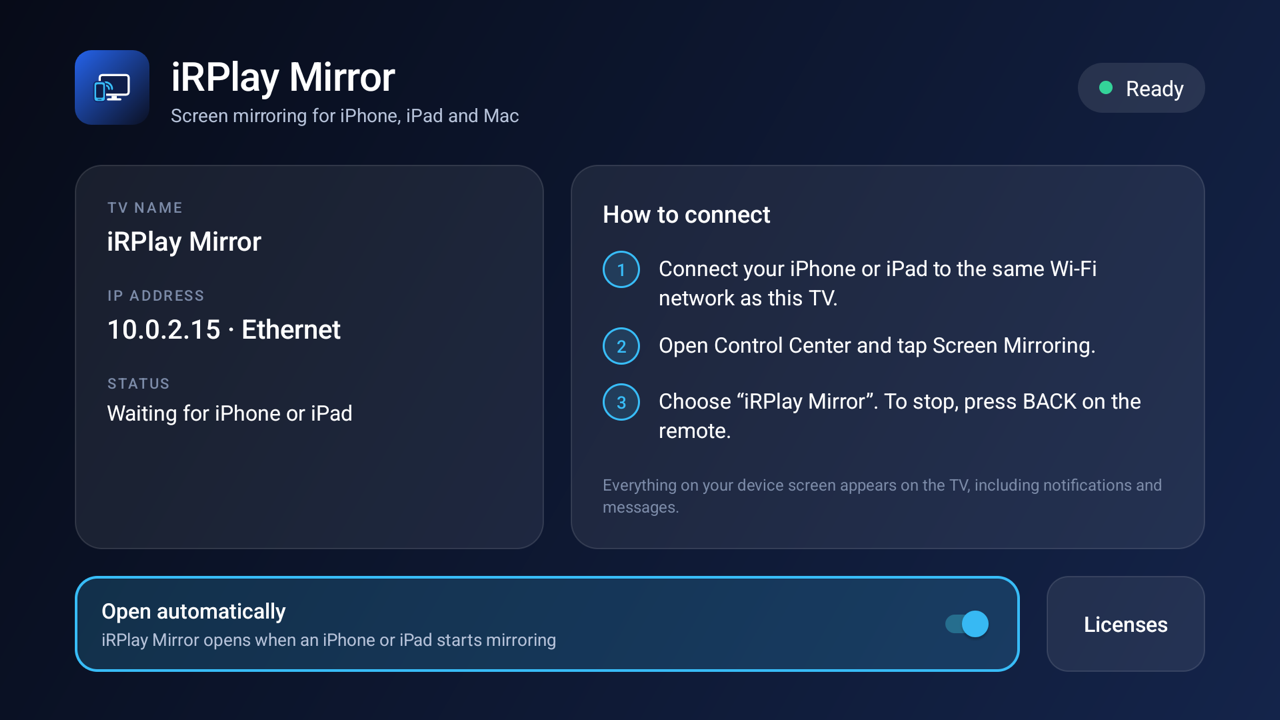 iRPlay Mirror
Screen mirroring for iPhone, iPad and Mac
Ready
TV NAME
iRPlay Mirror
IP ADDRESS
10.0.2.15 · Ethernet
STATUS
Waiting for iPhone or iPad
How to connect
1 Connect your iPhone or iPad to the same Wi-Fi
network as this TV.
2 Open Control Center and tap Screen Mirroring.
3 Choose “iRPlay Mirror”. To stop, press BACK on the
remote.
Everything on your device screen appears on the TV, including notifications and
messages.
Open automatically
iRPlay Mirror opens when an iPhone or iPad starts mirroring
Licenses